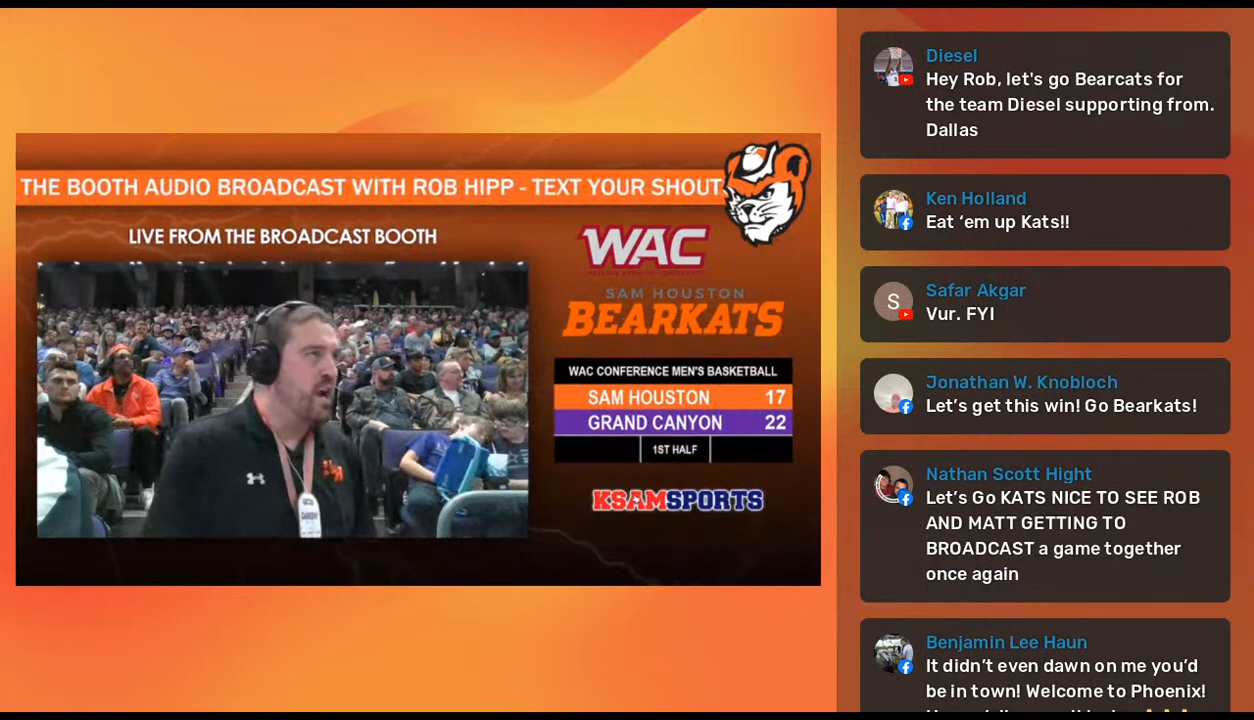 THE BOOTH AUDIO BROADCAST WITH ROB HIPP - TEXT YOUR SHOUT
LIVE FROM THE BROADCAST BOOTH
WAC
SAM HOUSTON
BEARKATS
WAC CONFERENCE MEN'S BASKETBALL
SAM HOUSTON 17
GRAND CANYON 22
1ST HALF
KSAMSPORTS
Diesel
Hey Rob, let's go Bearcats for
the team Diesel supporting from.
Dallas
Ken Holland
Eat ‘em up Kats!!
S
Safar Akgar
Vur. FYI
Jonathan W. Knobloch
Let’s get this win! Go Bearkats!
Nathan Scott Hight
Let’s Go KATS NICE TO SEE ROB
AND MATT GETTING TO
BROADCAST a game together
once again
Benjamin Lee Haun
It didn’t even dawn on me you’d
be in town! Welcome to Phoenix!